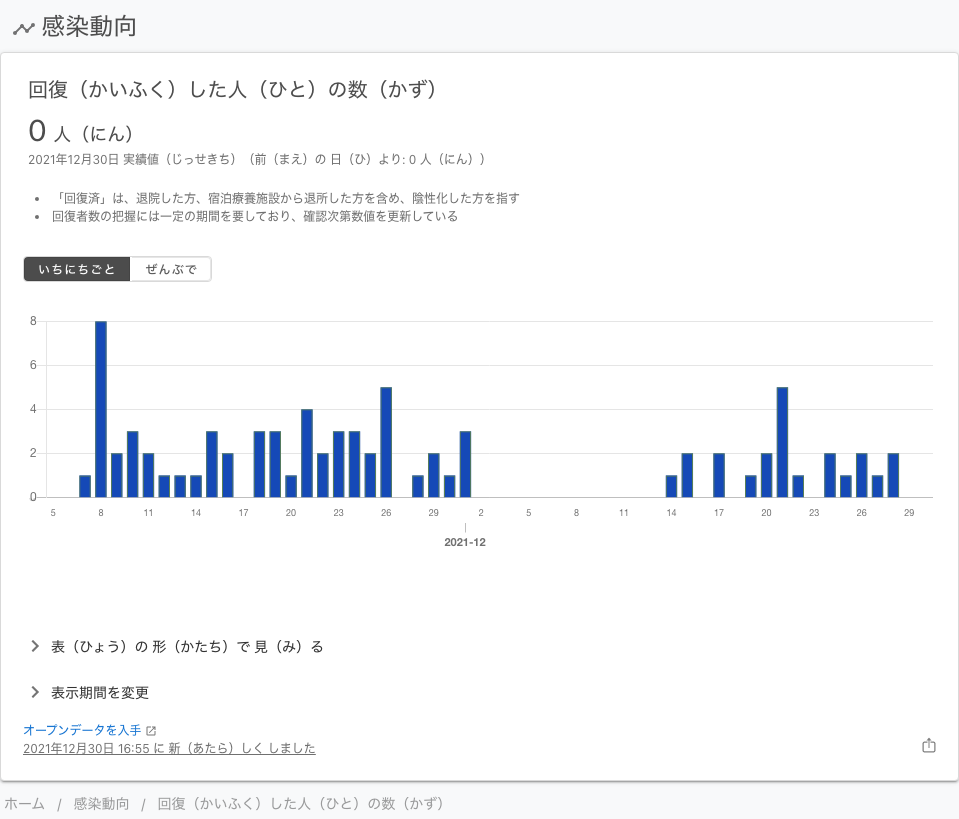 感染動向
回復（かいふく）した人（ひと）の数（かず）
0 人（にん）
2021年12月30日 実績値（じっせきち）（前（まえ）の 日（ひ）より: 0 人（にん））
• 「回復済」は、退院した方、宿泊療養施設から退所した方を含め、陰性化した方を指す
• 回復者数の把握には一定の期間を要しており、確認次第数値を更新している
いちにちごと ぜんぶで
8
6
4
2
0
5 8 11 14 17 20 23 26 29 2 5 8 11 14 17 20 23 26 29
2021-12
表（ひょう）の 形（かたち）で 見（み）る
表示期間を変更
オープンデータを入手
2021年12月30日 16:55 に 新（あたら）しく しました
ホーム / 感染動向 / 回復（かいふく）した人（ひと）の数（かず）